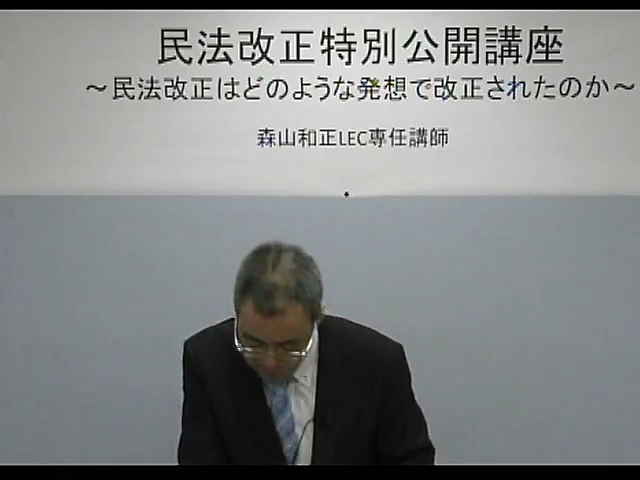 民法改正特別公開講座
～民法改正はどのような発想で改正されたのか～
森山和正LEC専任講師